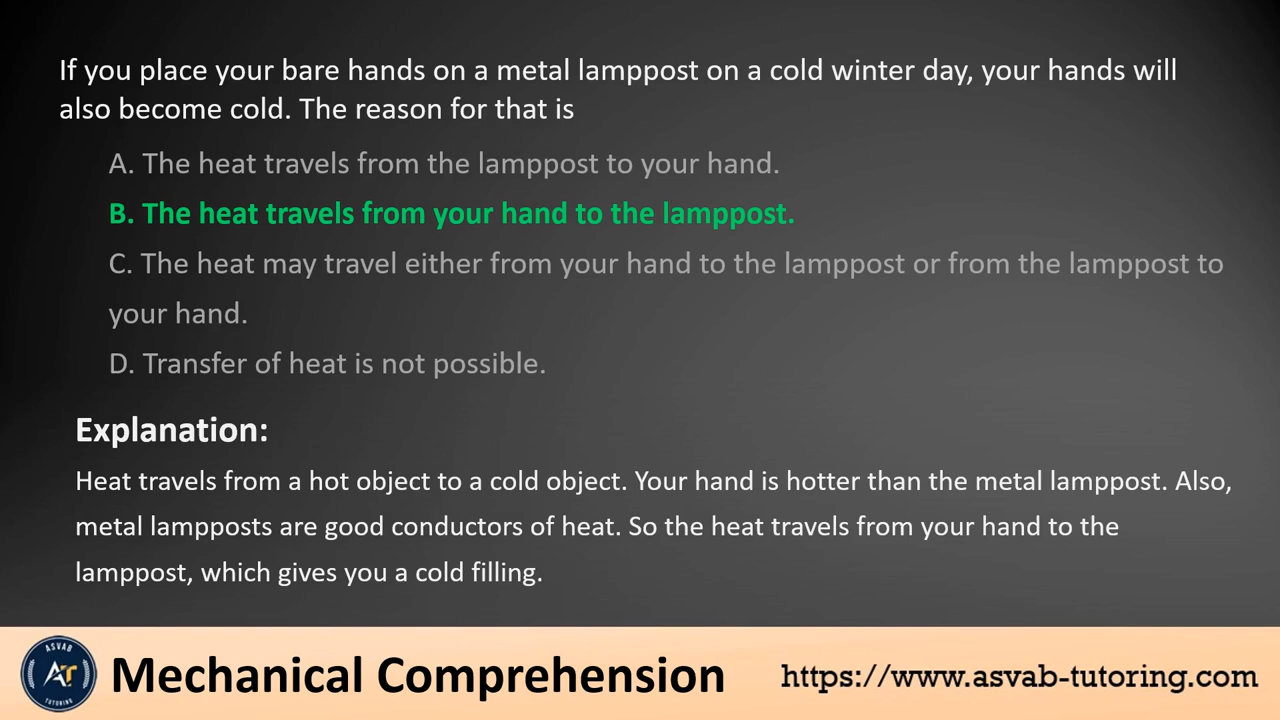 If you place your bare hands on a metal lamppost on a cold winter day, your hands will
also become cold. The reason for that is
A. The heat travels from the lamppost to your hand.
B. The heat travels from your hand to the lamppost.
C. The heat may travel either from your hand to the lamppost or from the lamppost to
your hand.
D. Transfer of heat is not possible.
Explanation:
Heat travels from a hot object to a cold object. Your hand is hotter than the metal lamppost. Also,
metal lampposts are good conductors of heat. So the heat travels from your hand to the
lamppost, which gives you a cold filling.
ASVAB
AT
TUTORING
Mechanical Comprehension
https://www.asvab-tutoring.com